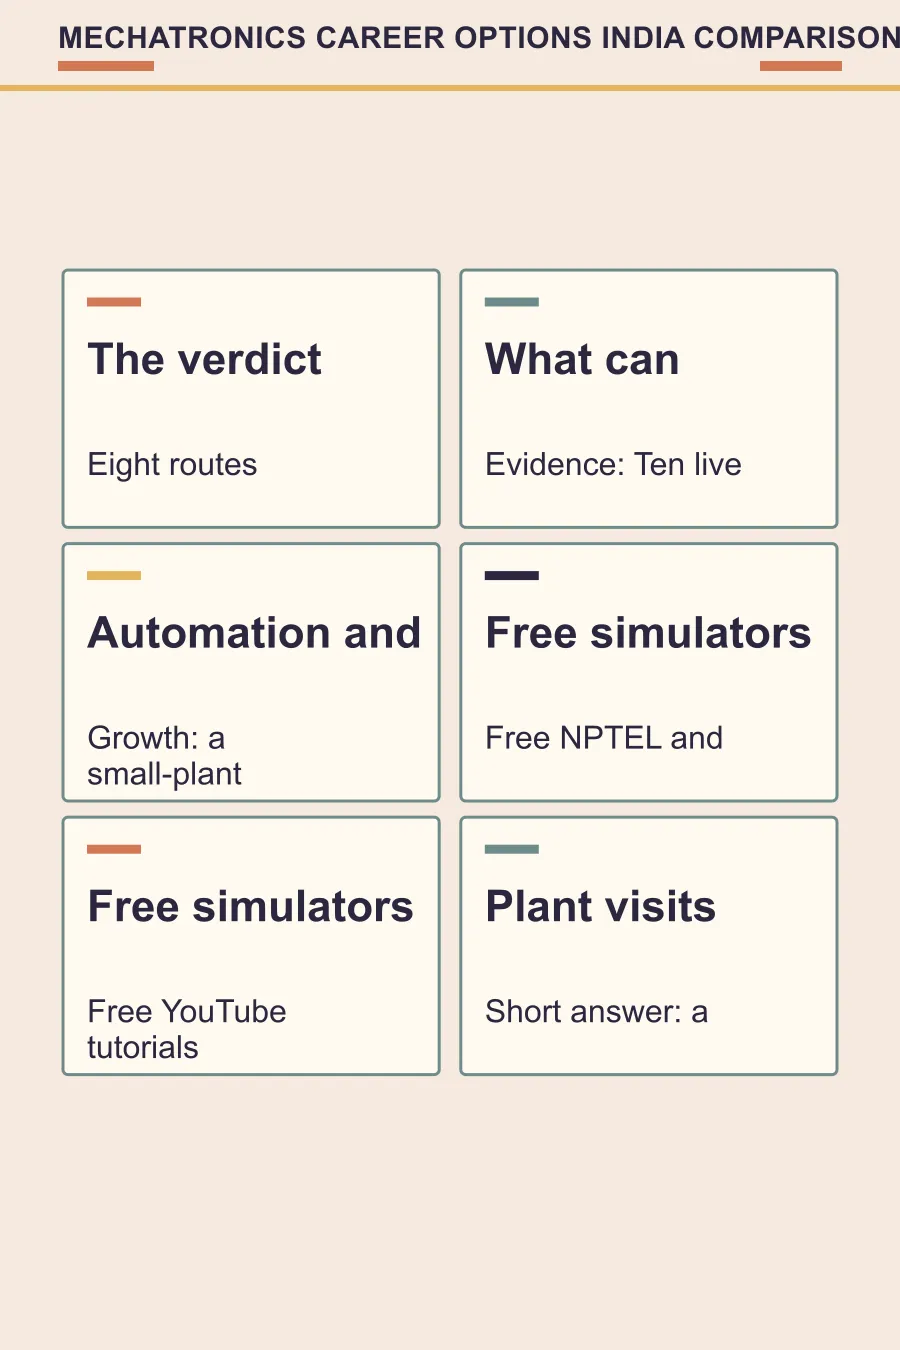 MECHATRONICS CAREER OPTIONS INDIA COMPARISON
The verdict
Eight routes
What can
Evidence: Ten live
Automation and
Growth: a
small-plant
Free simulators
Free NPTEL and
Free simulators
Free YouTube
tutorials
Plant visits
Short answer: a